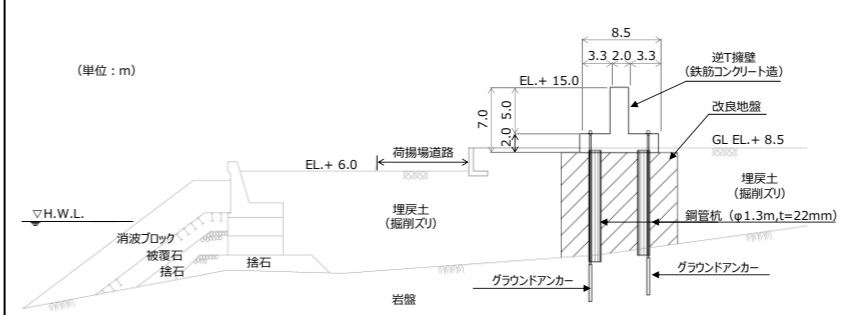 8.5
3.3 2.0 3.3
逆T擁壁
(鉄筋コンクリート造)
(単位:m)
EL.+ 15.0
改良地盤
7.0
5.0
2.0
GL EL.+ 8.5
荷揚場道路
EL.+ 6.0
埋戻土
(掘削ズリ)
埋戻土
(掘削ズリ)
▽H.W.L.
鋼管杭(φ1.3m,t=22mm)
消波ブロック
被覆石
捨石
捨石
グラウンドアンカー
グラウンドアンカー
岩盤